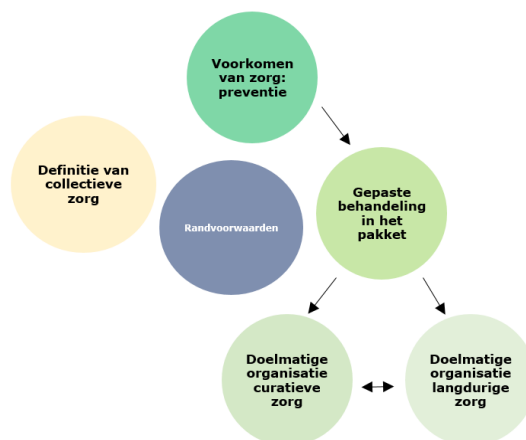 Voorkomen
van zorg:
preventie
Definitie van
collectieve
zorg
Randvoorwaarden
Gepaste
behandeling
in het
pakket
Doelmatige
organisatie
curatieve
zorg
Doelmatige
organisatie
langdurige
zorg